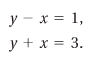 y − x = 1,
y + x = 3.